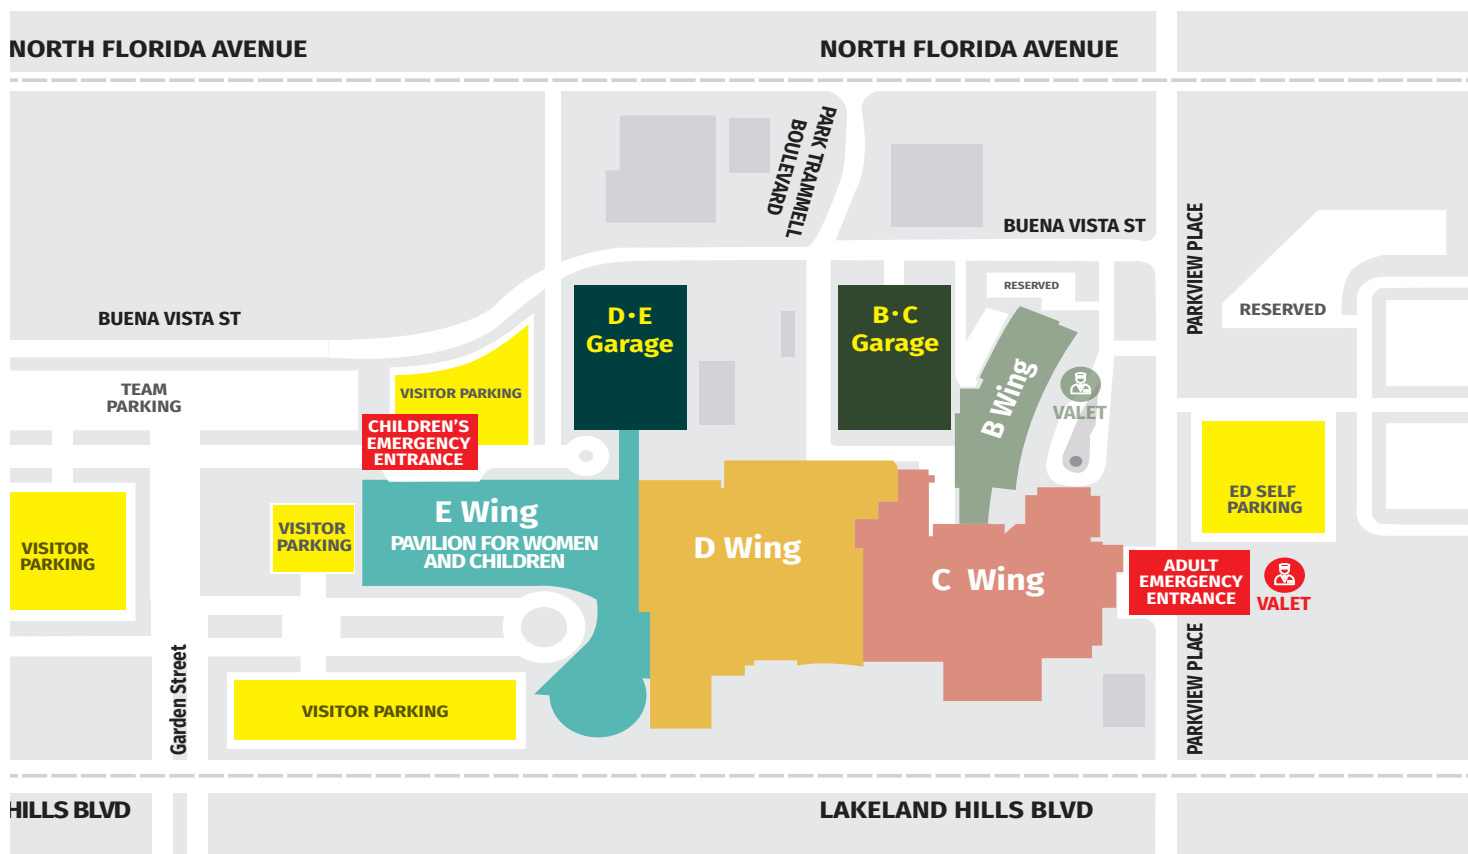 NORTH FLORIDA AVENUE
NORTH FLORIDA AVENUE
PARK TRAMMELL
BOULEVARD
BUENA VISTA ST
PARKVIEW PLACE
RESERVED
RESERVED
BUENA VISTA ST
D•E
Garage
B•C
Garage
TEAM
PARKING
VISITOR PARKING
B Wing
VALET
CHILDREN'S
EMERGENCY
ENTRANCE
ED SELF
PARKING
E Wing
PAVILION FOR WOMEN
AND CHILDREN
VISITOR
PARKING
VISITOR
PARKING
D Wing
C Wing
ADULT
EMERGENCY
ENTRANCE
VALET
Garden Street
PARKVIEW PLACE
VISITOR PARKING
HILLS BLVD
LAKELAND HILLS BLVD